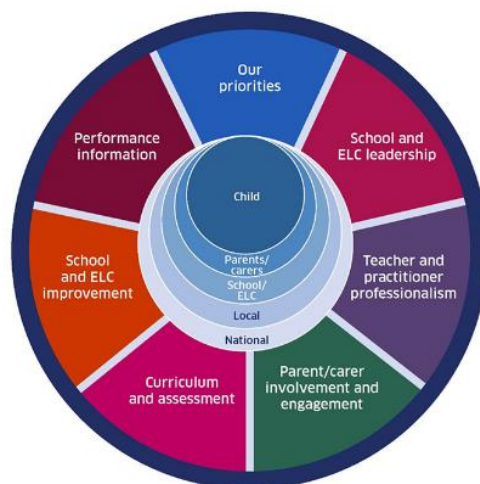 Our
priorities
School and
ELC leadership
Teacher and
practitioner
professionalism
Parent/carer
involvement and
engagement
Curriculum
and assessment
School
and ELC
improvement
Performance
information
Child
Parents/
carers
School/
ELC
Local
National